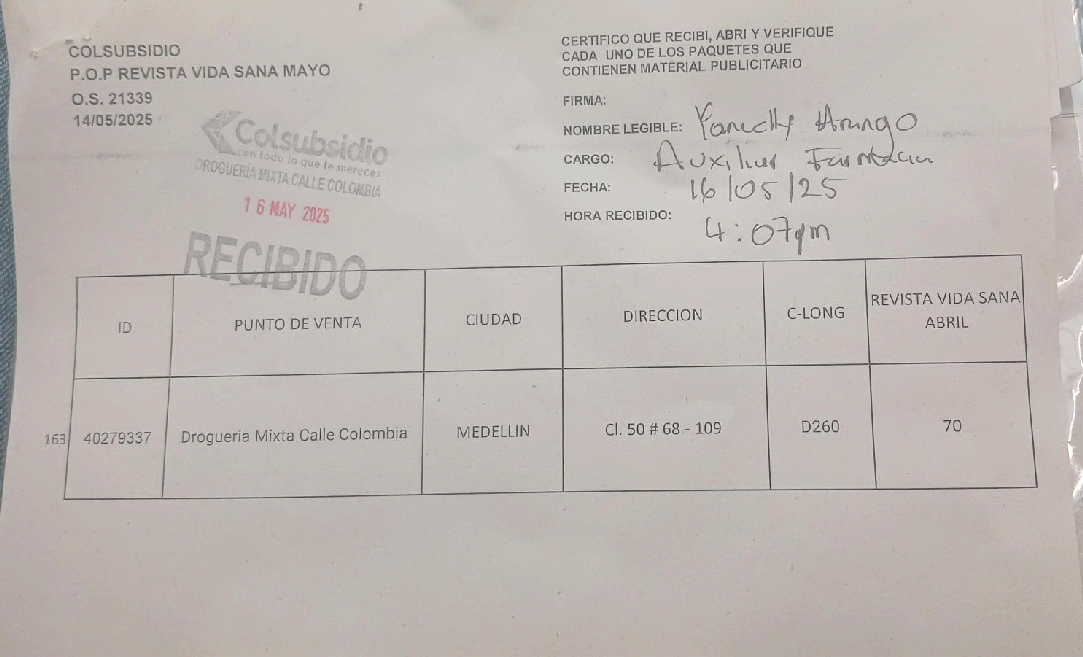 COLSUBSIDIO
P.O.P REVISTA VIDA SANA MAYO
O.S. 21339
14/05/2025
Colsubsidio
con todo lo que te mereces
DROGUERÍA MIXTA CALLE COLOMBIA
16 MAY 2025
RECIBIDO
CERTIFICO QUE RECIBI, ABRI Y VERIFIQUE
CADA UNO DE LOS PAQUETES QUE
CONTIENEN MATERIAL PUBLICITARIO
FIRMA:
NOMBRE LEGIBLE: Arango
CARGO: Auxiliar Farmacia
FECHA: 16/05/25
HORA RECIBIDO: 4:07pm
ID PUNTO DE VENTA CIUDAD DIRECCION C-LONG REVISTA VIDA SANA
ABRIL
163 40279337 Drogueria Mixta Calle Colombia MEDELLIN Cl. 50 # 68 - 109 D260 70